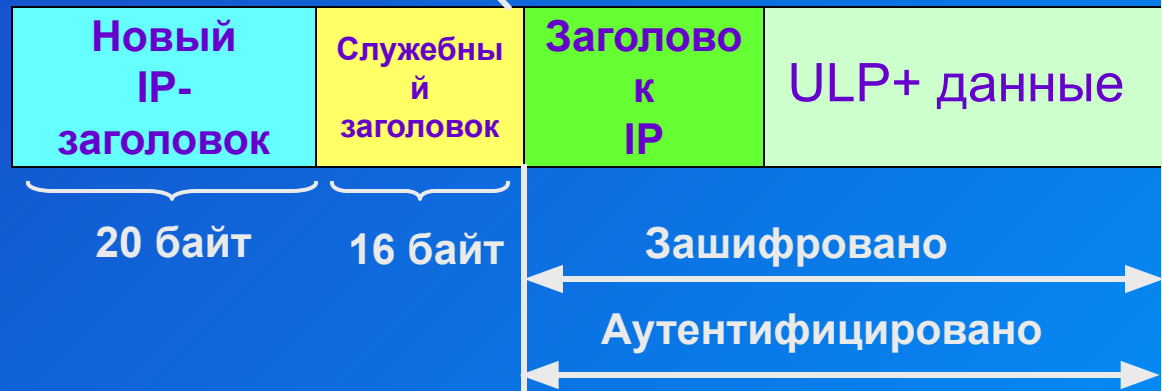 Новый
IP-
заголовок
Служебны
й
заголовок
Заголово
к
IP
ULP+ данные
20 байт
16 байт
Зашифровано
Аутентифицировано